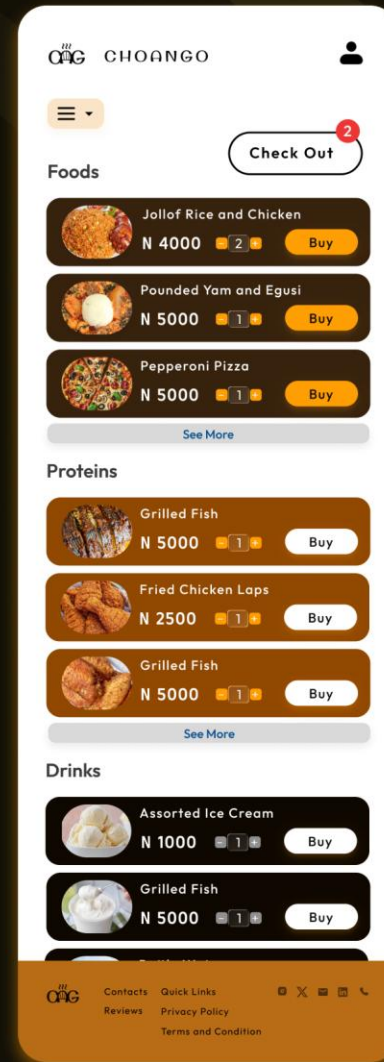 CHOANGO
2
Check Out
Foods
Jollof Rice and Chicken
N 4000 - 2 + Buy
Pounded Yam and Egusi
N 5000 - 1 + Buy
Pepperoni Pizza
N 5000 - 1 + Buy
See More
Proteins
Grilled Fish
N 5000 - 1 + Buy
Fried Chicken Laps
N 2500 - 1 + Buy
Grilled Fish
N 5000 - 1 + Buy
See More
Drinks
Assorted Ice Cream
N 1000 - 1 + Buy
Grilled Fish
N 5000 - 1 + Buy
Contacts Quick Links
Reviews Privacy Policy
Terms and Condition